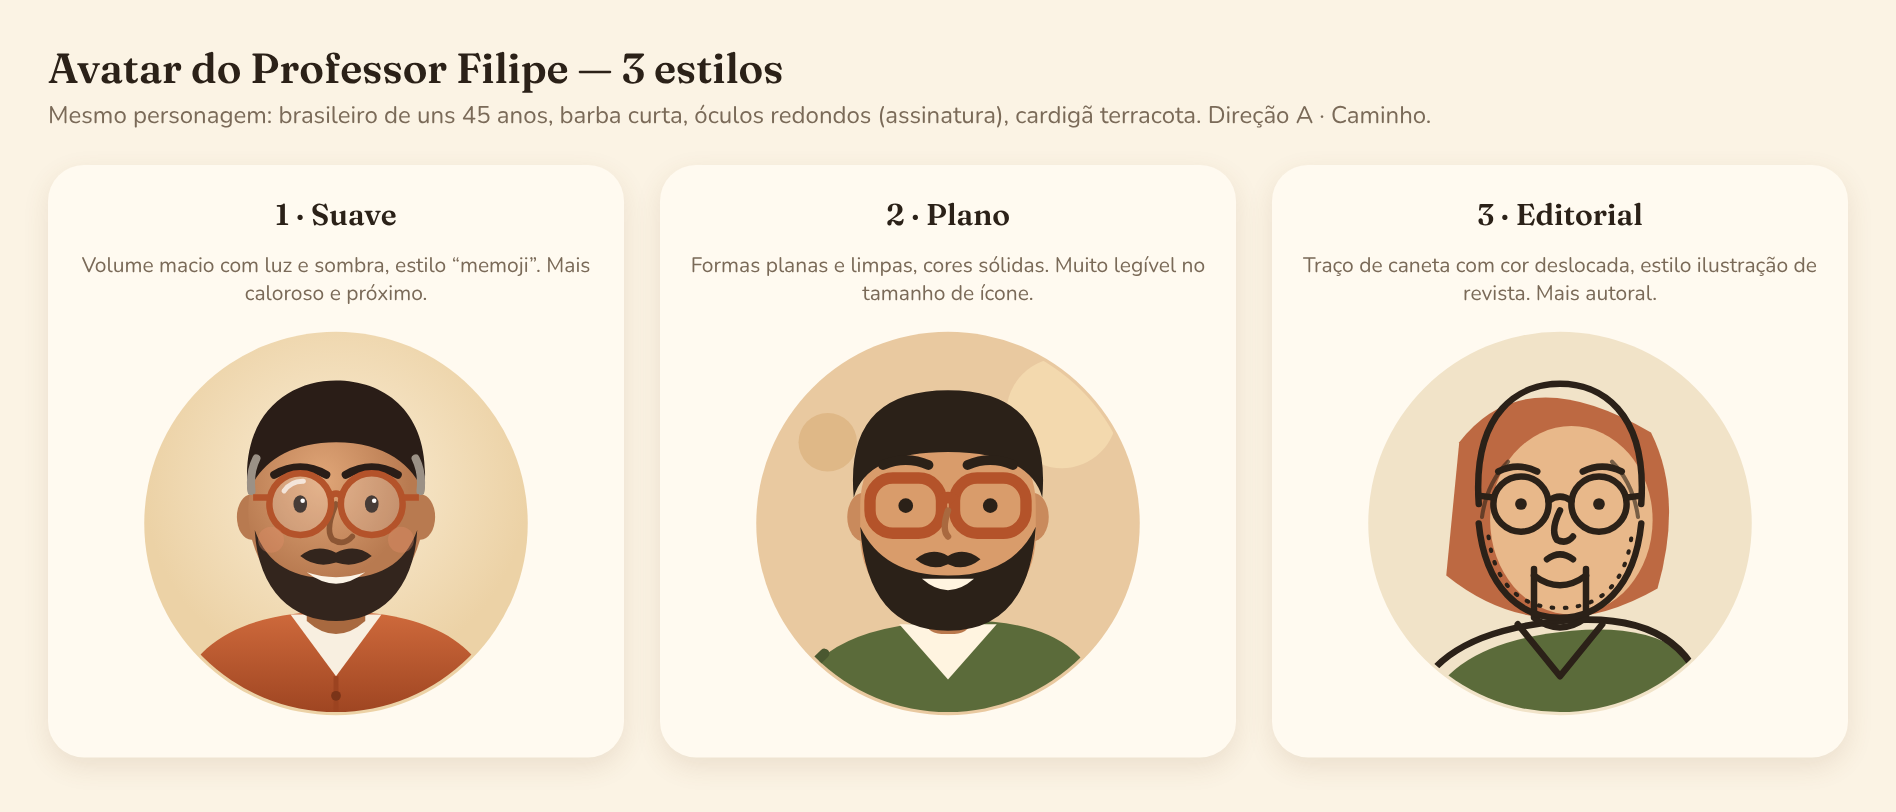 Avatar do Professor Filipe — 3 estilos
Mesmo personagem: brasileiro de uns 45 anos, barba curta, óculos redondos (assinatura), cardigã terracota. Direção A · Caminho.
1 · Suave
Volume macio com luz e sombra, estilo “memoji”. Mais
caloroso e próximo.
2 · Plano
Formas planas e limpas, cores sólidas. Muito legível no
tamanho de ícone.
3 · Editorial
Traço de caneta com cor deslocada, estilo ilustração de
revista. Mais autoral.